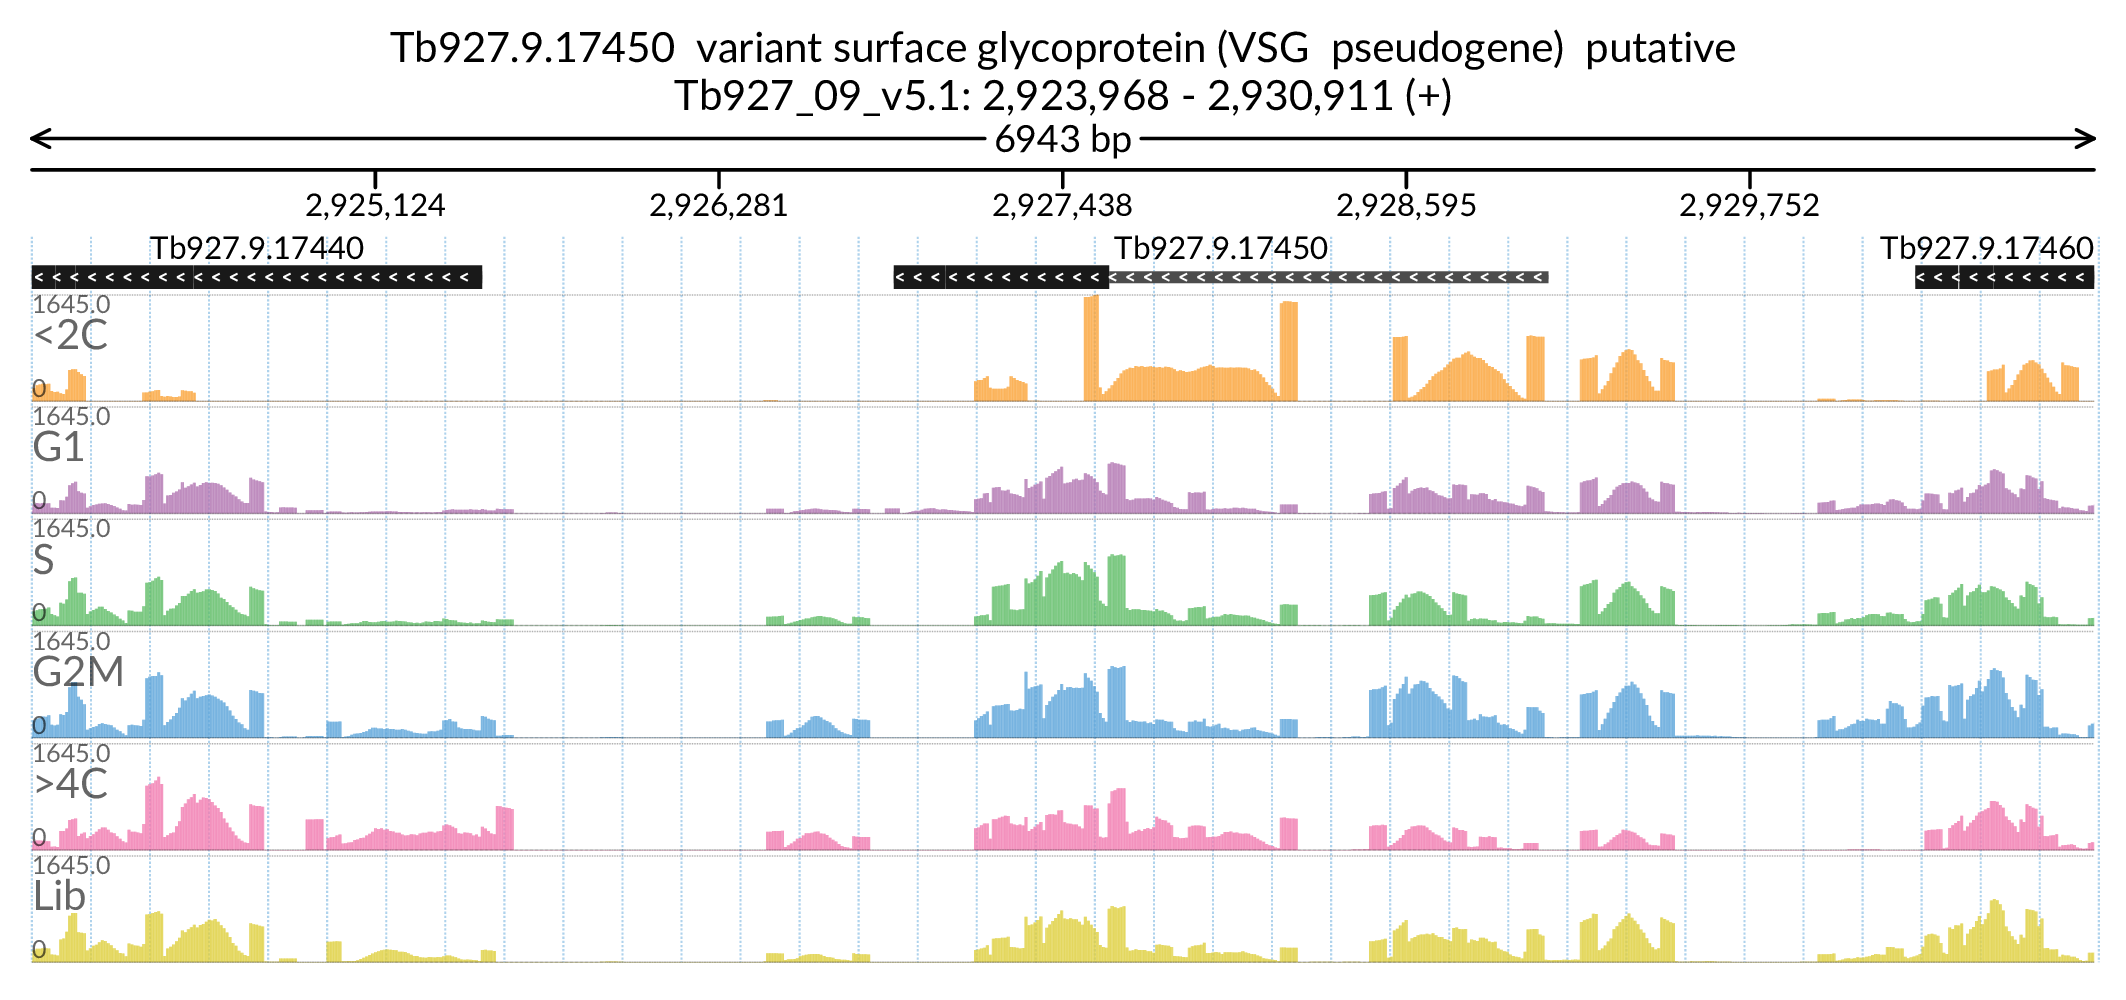 Tb927.9.17450  variant surface glycoprotein (VSG  pseudogene)  putative
Tb927_09_v5.1: 2,923,968 - 2,930,911 (+)
6943 bp
2,925,124 2,926,281 2,927,438 2,928,595 2,929,752
Tb927.9.17440 Tb927.9.17450 Tb927.9.17460
1645.0
<2C
0
1645.0
G1
0
1645.0
S
0
1645.0
G2M
0
1645.0
>4C
0
1645.0
Lib
0